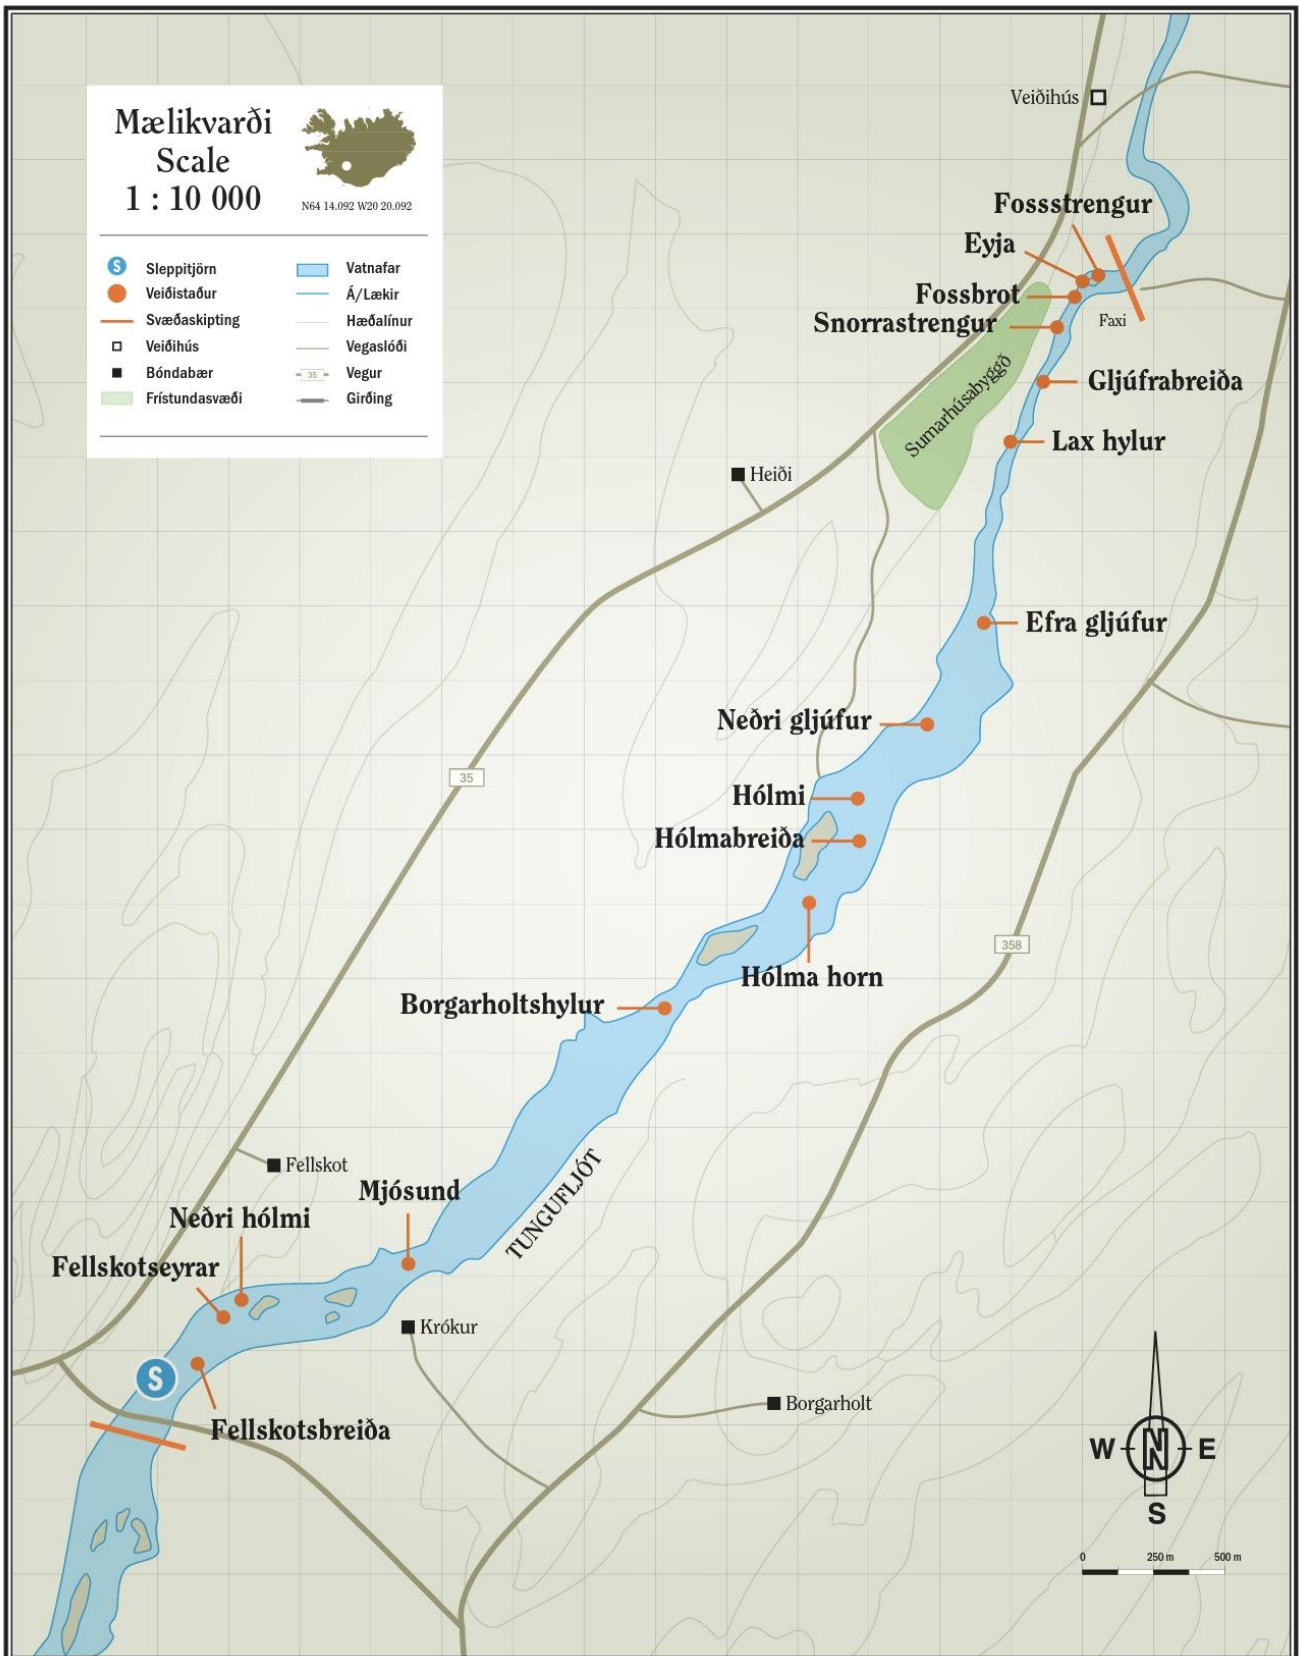 Mælikvarði
Scale
1 : 10 000
N64 14.092 W20 20.092
S Sleppitjörn
Veiðistaður
Svæðaskipting
Veiðihús
Bóndabær
Frístundasvæði
Vatnafar
Á/Lækir
Hæðalínur
Vegaslóði
35 Vegur
Girðing
Veiðihús
Fossstrengur
Eyja
Fossbrot
Snorrastrengur
Faxi
Sumarhúsabyggð
Gljúfrabreiða
Lax hylur
Heiði
Efra gljúfur
Neðri gljúfur
35
Hólmi
Hólmabreiða
358
Hólma horn
Borgarholtshylur
TUNGUFLJÓT
Fellskot
Mjósund
Neðri hólmi
Fellskotseyrar
Krókur
S
Borgarholt
Fellskotsbreiða
N
W E
S
0 250 m 500 m